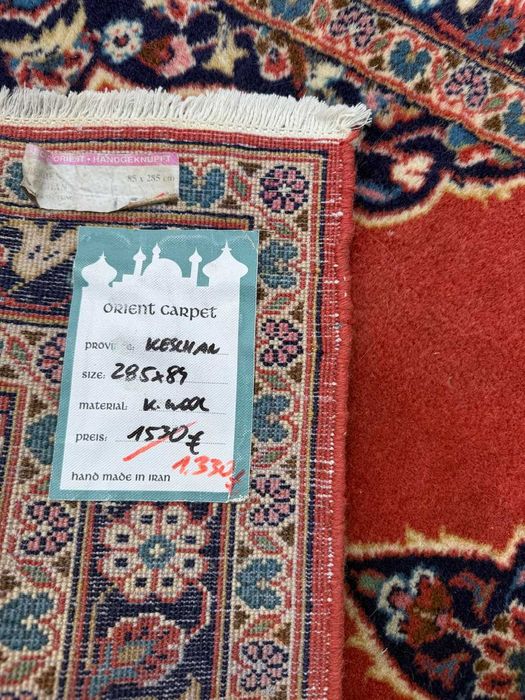 ORIENT • HANDGEKNÜPFT
85 x 285 cm
ORIENT CARPET
PROV E: KESCHAN
SIZE: 285x89
MATERIAL: K. WOOL
PREIS: 1530 €
1.330 €
HAND MADE IN IRAN